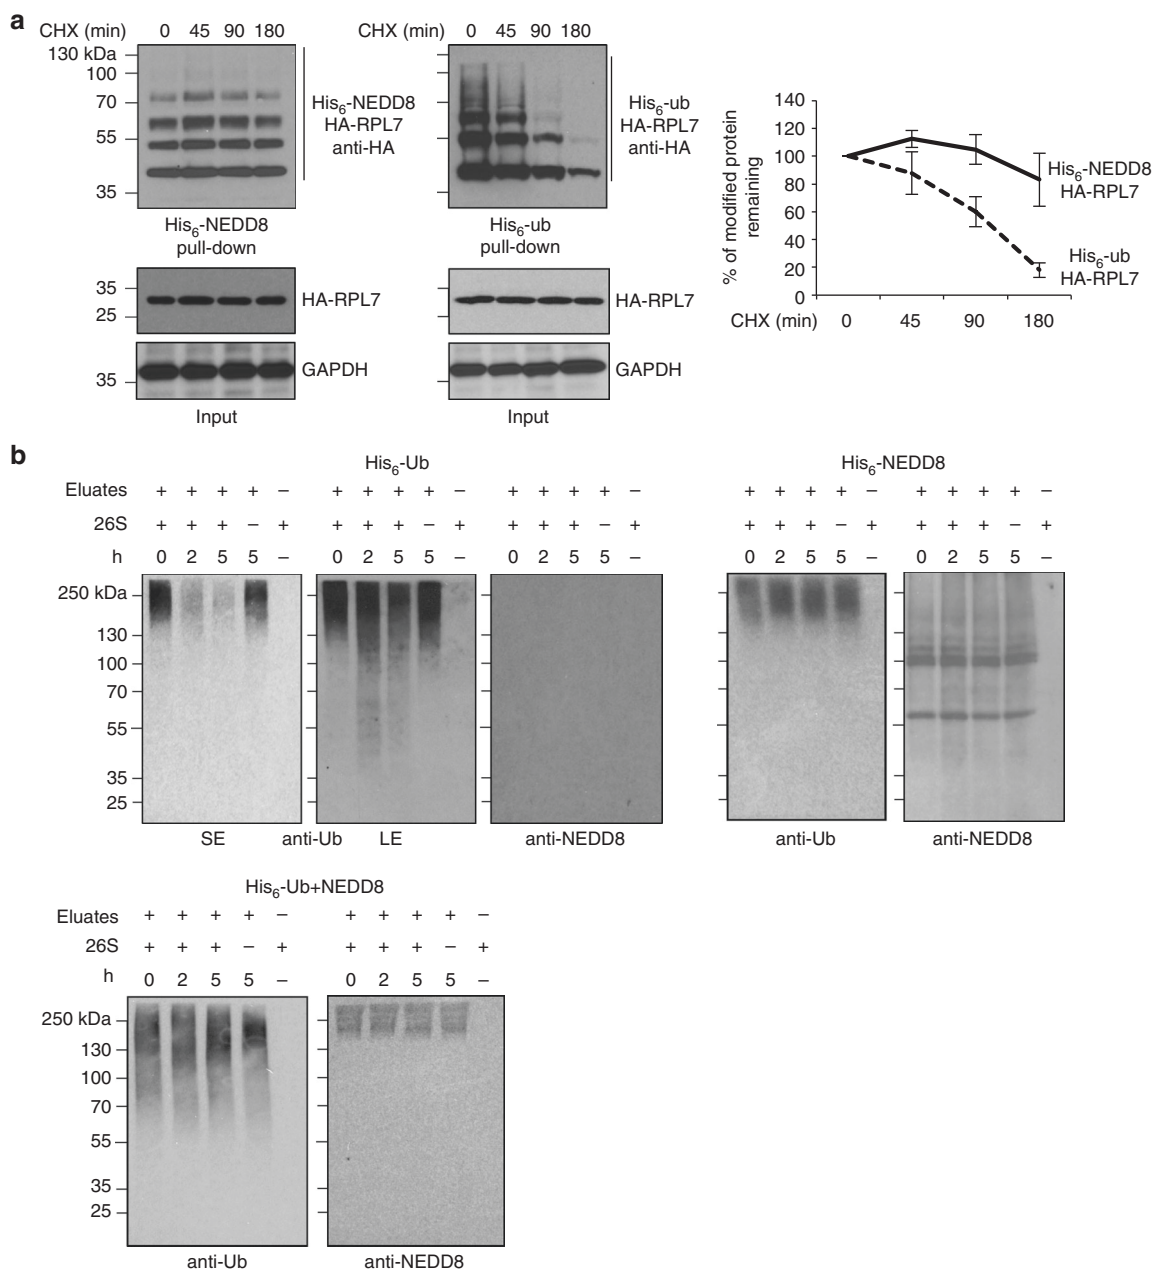 a
CHX (min) 0 45 90 180
130 kDa
100
70
55
35
His6-NEDD8
HA-RPL7
anti-HA
His6-NEDD8
pull-down
35
25
HA-RPL7
35
GAPDH
Input
CHX (min) 0 45 90 180
His6-ub
HA-RPL7
anti-HA
His6-ub
pull-down
HA-RPL7
GAPDH
Input
% of modified protein
remaining
140
120
100
80
60
40
20
0
CHX (min) 0 45 90 180
His6-NEDD8
HA-RPL7
His6-ub
HA-RPL7
b
His6-Ub
His6-NEDD8
Eluates + + + + – + + + + – + + + + – + + + + – + + + + –
26S + + + – + + + + – + + + + – + + + + – + + + + – +
h 0 2 5 5 – 0 2 5 5 – 0 2 5 5 – 0 2 5 5 – 0 2 5 5 –
250 kDa
130
100
70
55
35
25
SE anti-Ub LE anti-NEDD8 anti-Ub anti-NEDD8
His6-Ub+NEDD8
Eluates + + + + – + + + + –
26S + + + – + + + + – +
h 0 2 5 5 – 0 2 5 5 –
250 kDa
130
100
70
55
35
25
anti-Ub anti-NEDD8